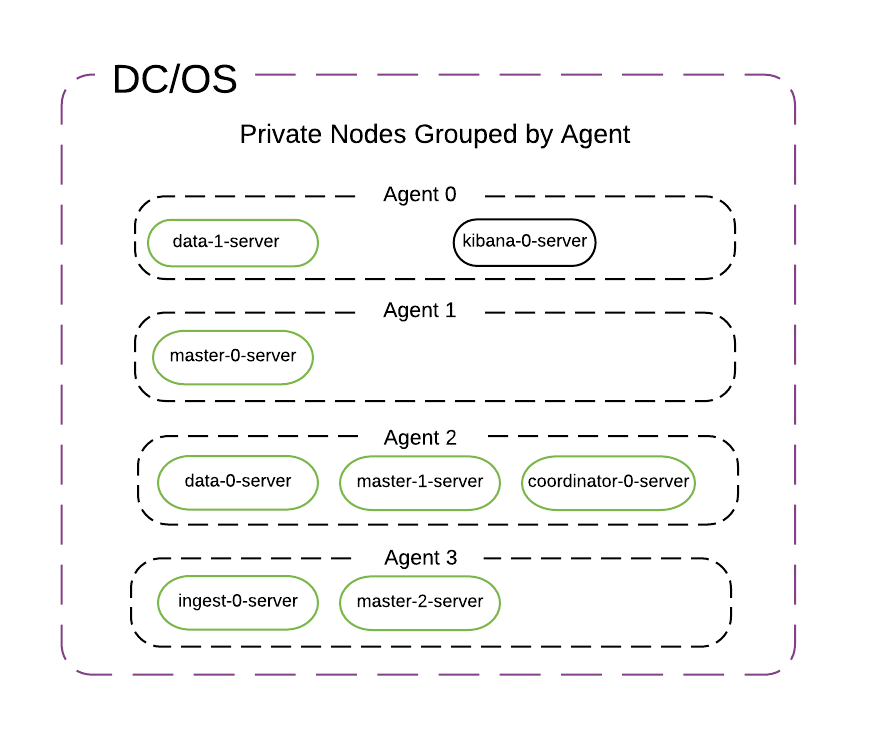 DC/OS
Private Nodes Grouped by Agent
Agent 0
data-1-server
kibana-0-server
Agent 1
master-0-server
Agent 2
data-0-server
master-1-server
coordinator-0-server
Agent 3
ingest-0-server
master-2-server